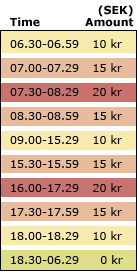 (SEK)
Time Amount
06.30-06.59 10 kr
07.00-07.29 15 kr
07.30-08.29 20 kr
08.30-08.59 15 kr
09.00-15.29 10 kr
15.30-15.59 15 kr
16.00-17.29 20 kr
17.30-17.59 15 kr
18.00-18.29 10 kr
18.30-06.29 0 kr